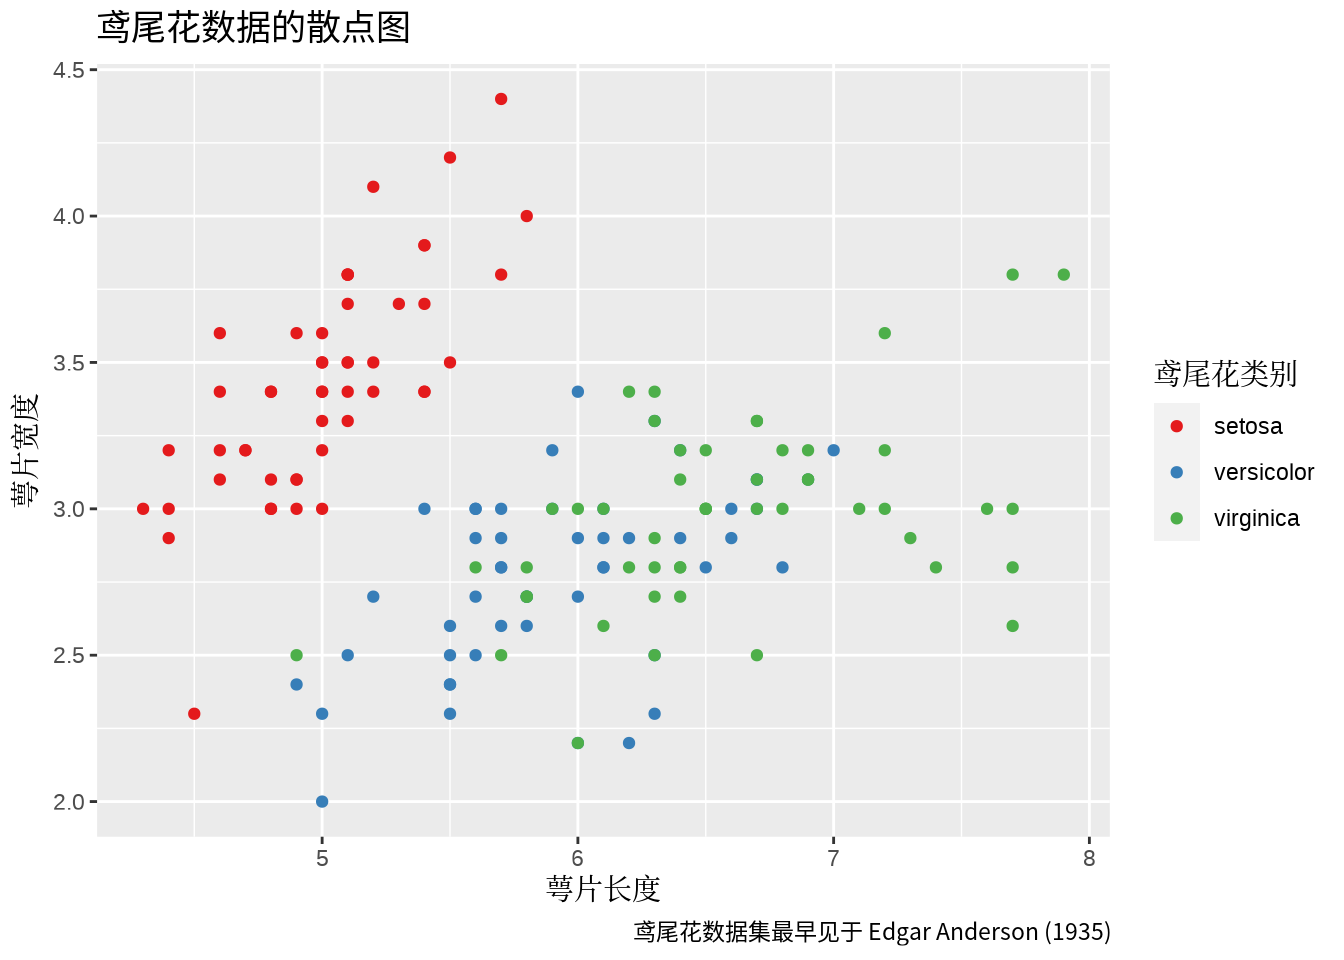 鸢尾花数据的散点图
4.5
4.0
3.5
3.0
2.5
2.0
萼片宽度
5 6 7 8
萼片长度
鸢尾花类别
setosa
versicolor
virginica
鸢尾花数据集最早见于 Edgar Anderson (1935)